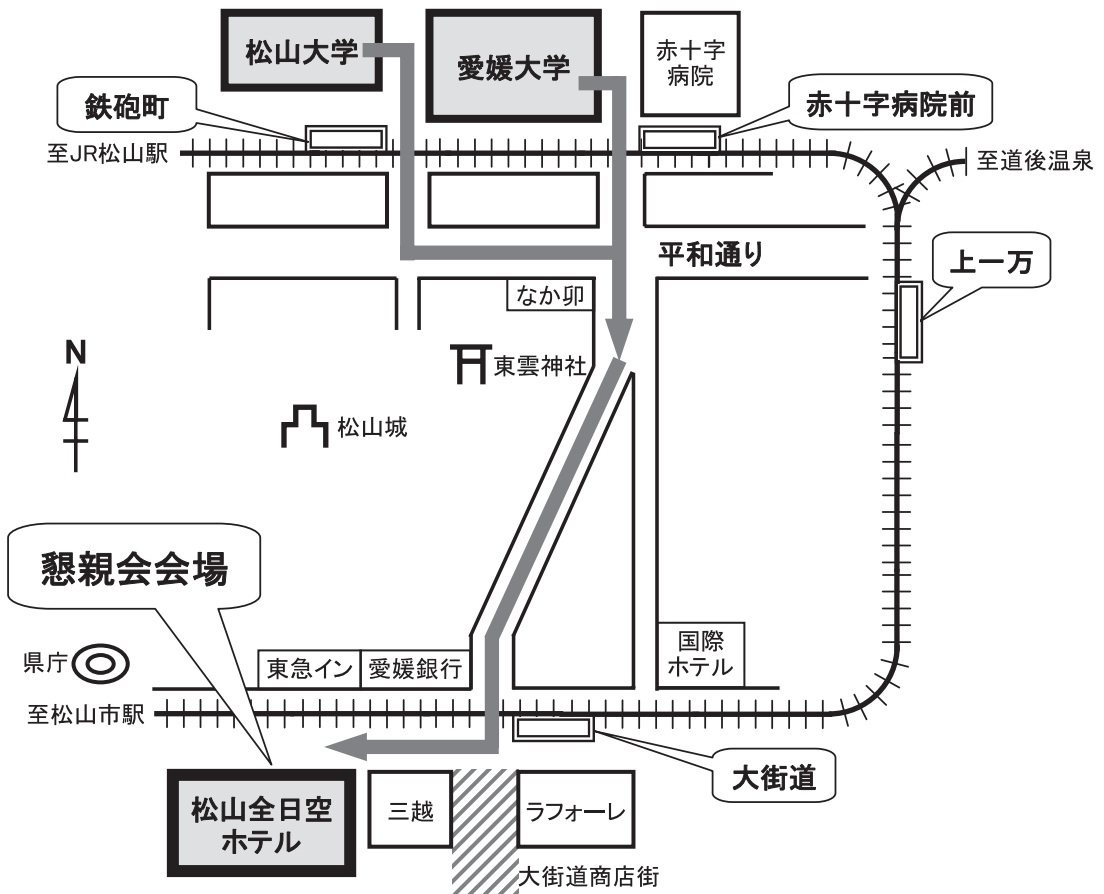 松山大学
愛媛大学
赤十字
病院
鉄砲町
赤十字病院前
至JR松山駅
至道後温泉
平和通り
上一万
なか卯
N
東雲神社
松山城
懇親会会場
県庁
東急イン
愛媛銀行
国際
ホテル
至松山市駅
大街道
松山全日空
ホテル
三越
ラフォーレ
大街道商店街